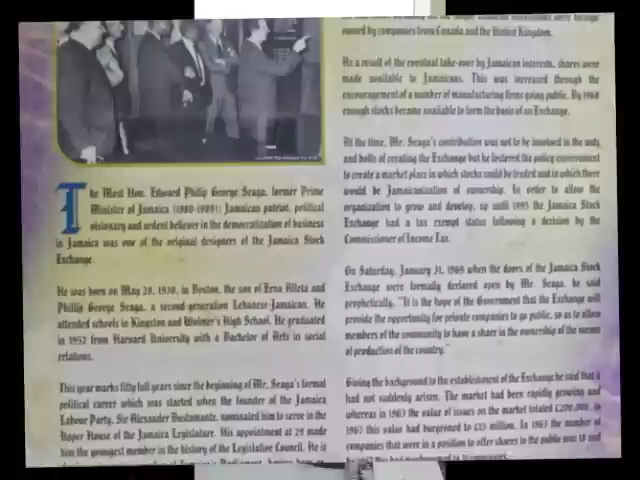 The Most Hon. Edward Philip George Seaga, former Prime
Minister of Jamaica (1980-1989); Jamaican patriot, political
visionary and ardent believer in the democratization of business
in Jamaica was one of the original designers of the Jamaica Stock
Exchange.
He was born on May 28, 1930, in Boston, the son of Erna Alleta and
Phillip George Seaga, a second-generation Lebanese-Jamaican. He
attended schools in Kingston and Wolmer's High School. He graduated
in 1952 from Harvard University with a Bachelor of Arts in social
relations.
This year marks fifty full years since the beginning of Mr. Seaga's formal
political career which was started when the founder of the Jamaica
Labour Party, Sir Alexander Bustamante, nominated him to serve in the
Upper House of the Jamaica Legislature. His appointment at 29 made
him the youngest member in the history of the Legislative Council. He is
owned by companies from Canada and the United Kingdom.
As a result of the eventual take-over by Jamaican interests, shares were
made available to Jamaicans. This was increased through the
encouragement of a number of manufacturing firms going public. By 1968
enough stocks became available to form the basis of an Exchange.
At the time, Mr. Seaga's contribution was not to be involved in the nuts
and bolts of creating the Exchange but he fostered the policy environment
to create a market place in which stocks could be traded and in which there
would be Jamaicanization of ownership. In order to allow the
organization to grow and develop, up until 1995 the Jamaica Stock
Exchange had a tax exempt status following a decision by the
Commissioner of Income Tax.
On Saturday, January 31, 1969 when the doors of the Jamaica Stock
Exchange were formally declared open by Mr. Seaga, he said
prophetically, "It is the hope of the Government that the Exchange will
provide the opportunity for private companies to go public, so as to allow
members of the community to have a share in the ownership of the means
of production of the country."
Giving the background to the establishment of the Exchange he said that it
had not suddenly arisen. The market had been rapidly growing and
whereas in 1963 the value of issues on the market totaled £200,000, in
1967 this value had burgeoned to £15 million. In 1963 the number of
companies that were in a position to offer shares to the public was 18 and